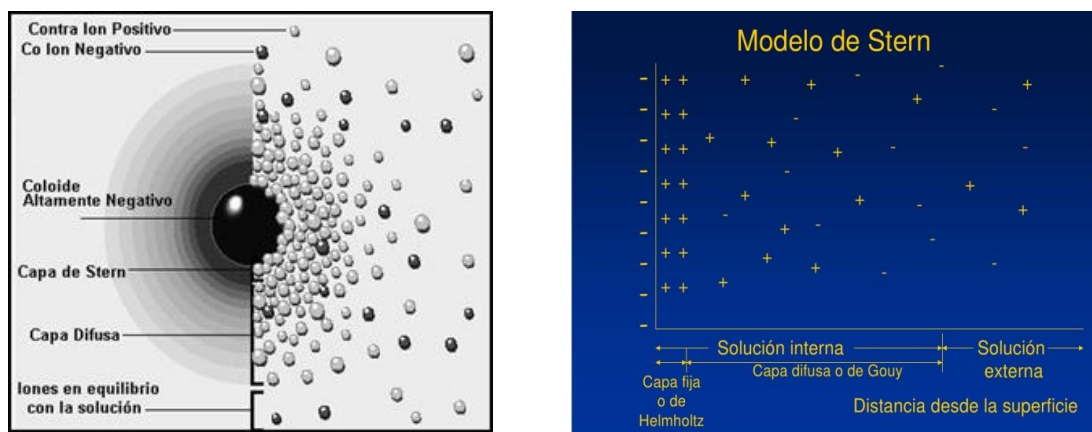 Contra Ion Positivo
Co Ion Negativo
Coloide
Altamente Negativo
Capa de Stern
Capa Difusa
Iones en equilibrio
con la solución
Modelo de Stern
- + + + + - + +
- + + + -
- + + + + + - -
- + + - +
- + + + + - +
- + + - + - -
- + + + + - -
- + +
-
Solución interna
Solución
externa
Capa fija
o de
Helmholtz
Capa difusa o de Gouy
Distancia desde la superficie